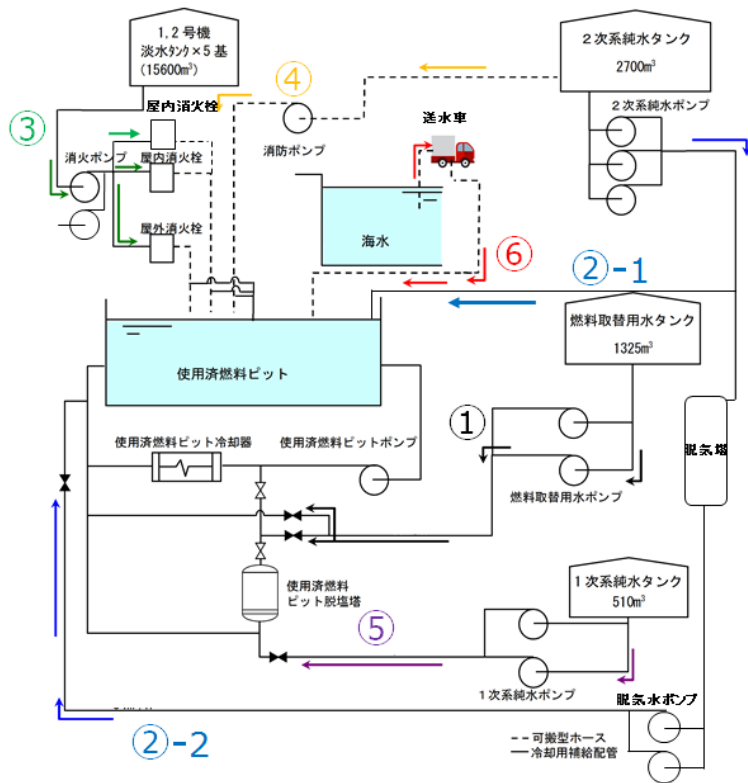 1,2号機
淡水タンク×5基
(15600m³)
③
屋内消火栓
消火ポンプ
屋内消火栓
屋外消火栓
④
消防ポンプ
送水車
海水
⑥
2次系純水タンク
2700m³
2次系純水ポンプ
②-1
使用済燃料ピット
燃料取替用水タンク
1325m³
①
燃料取替用水ポンプ
脱気塔
使用済燃料ピット冷却器
使用済燃料ピットポンプ
使用済燃料
ピット脱塩塔
⑤
1次系純水タンク
510m³
1次系純水ポンプ
脱気水ポンプ
②-2
可搬型ホース
冷却用補給配管